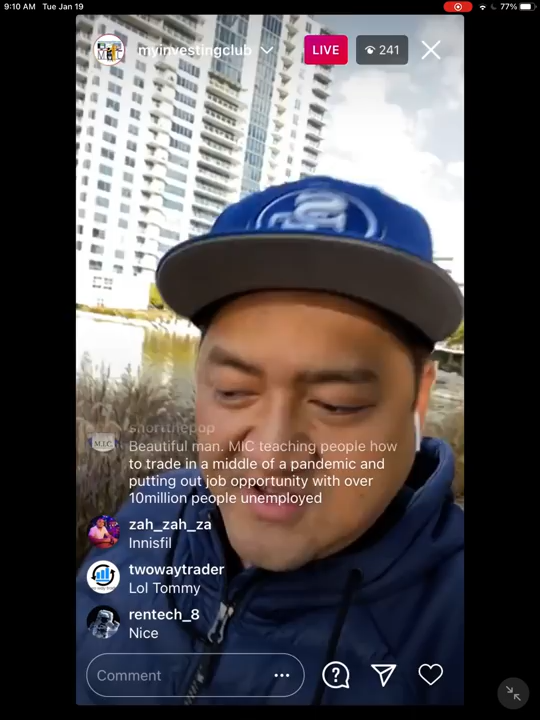 9:10 AM Tue Jan 19
77%
myinvestingclub
LIVE
241
shortthepop
Beautiful man. MIC teaching people how
to trade in a middle of a pandemic and
putting out job opportunity with over
10million people unemployed
M.I.C.
zah_zah_za
Innisfil
twowaytrader
Lol Tommy
rentech_8
Nice
Comment